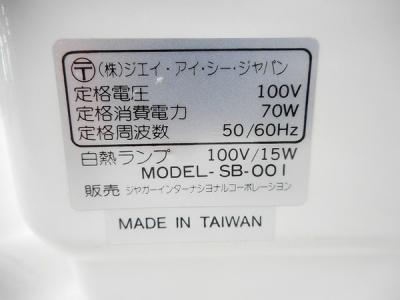 〒 (株)ジェイ・アイ・シー・ジャパン
定格電圧 100V
定格消費電力 70W
定格周波数 50/60Hz
白熱ランプ 100V/15W
MODEL-SB-001
販売 ジャガーインターナショナルコーポレーション
MADE IN TAIWAN